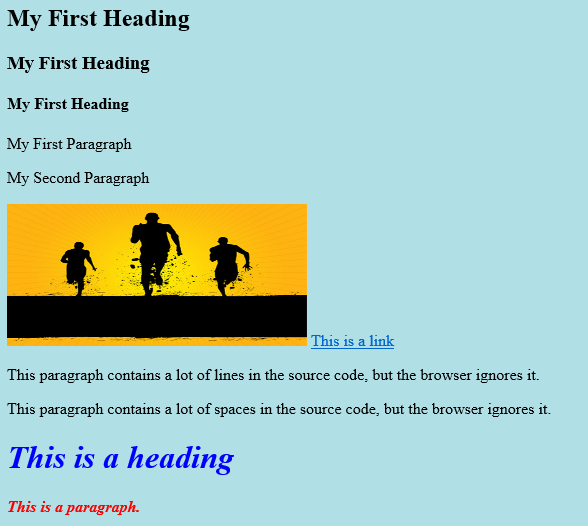 My First Heading
My First Heading
My First Heading
My First Paragraph
My Second Paragraph
This is a link
This paragraph contains a lot of lines in the source code, but the browser ignores it.
This paragraph contains a lot of spaces in the source code, but the browser ignores it.
This is a heading
This is a paragraph.